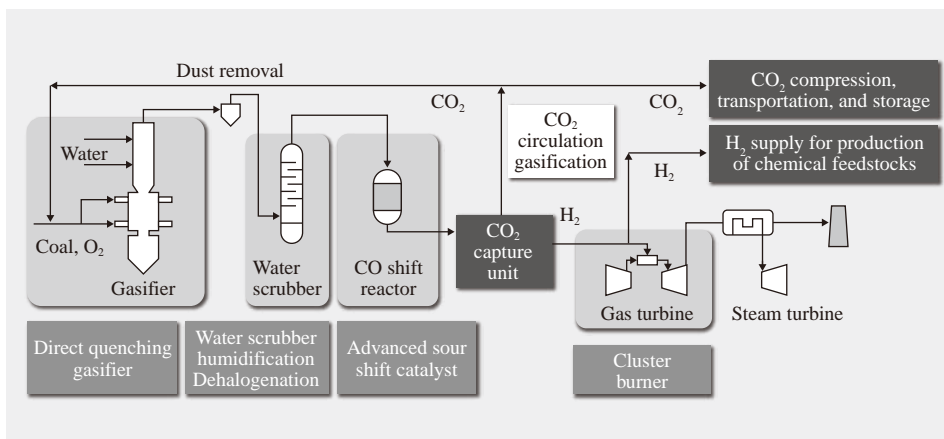 Dust removal
CO₂
CO₂
CO₂ compression,
transportation, and storage
CO₂
circulation
gasification
H₂ supply for production
of chemical feedstocks
H₂
Water
Coal, O₂
Gasifier
Water
scrubber
CO shift
reactor
CO₂
capture
unit
H₂
Gas turbine
Steam turbine
Direct quenching
gasifier
Water scrubber
humidification
Dehalogenation
Advanced sour
shift catalyst
Cluster
burner